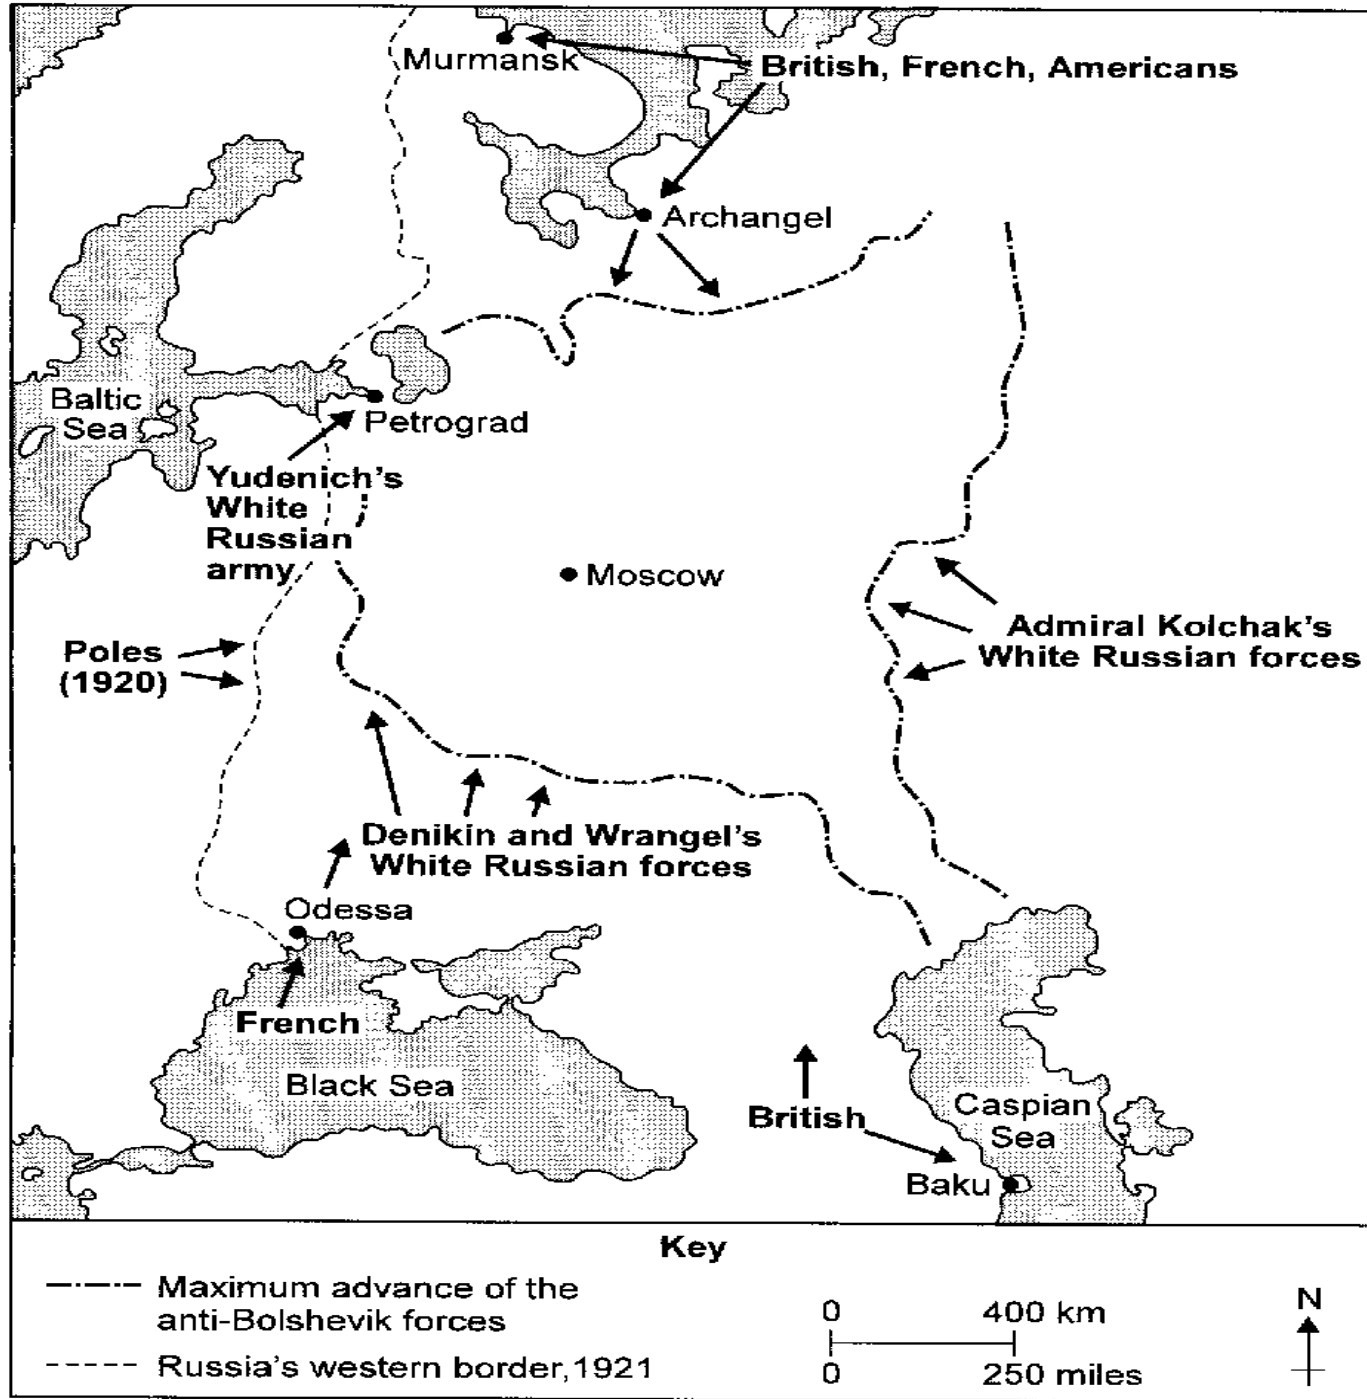 Murmansk
British, French, Americans
Archangel
Baltic
Sea
Petrograd
Yudenich's
White
Russian
army
Moscow
Admiral Kolchak's
White Russian forces
Poles
(1920)
Denikin and Wrangel's
White Russian forces
Odessa
French
Black Sea
British
Caspian
Sea
Baku
Key
Maximum advance of the
anti-Bolshevik forces
Russia's western border,1921
0 400 km
0 250 miles
N